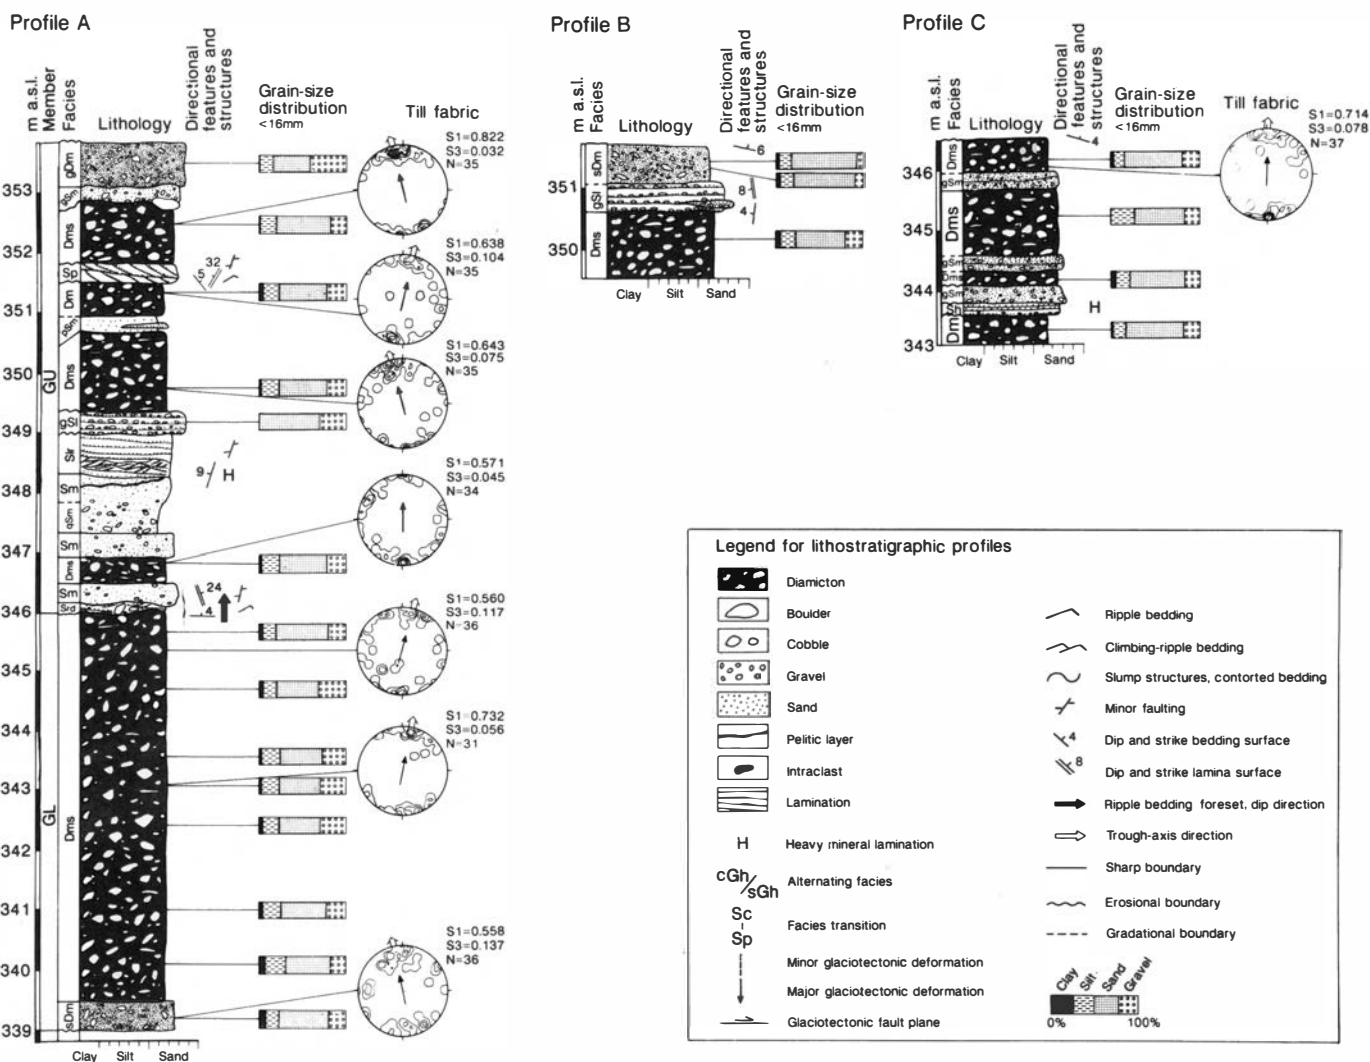 Profile A
m a.s.l.
Member
Facies
Lithology
Directional
features and
structures
Grain-size
distribution
<16mm
Till fabric
353
352
351
350
349
348
347
346
345
344
343
342
341
340
339
GU
GL
gDm
gSm
Dms
Sp
Dm
pSm
Dms
gSl
Slr
Sm
gSm
Sm
Dms
Sm
Srd
Dms
sDm
32
5
9
H
24
4
S1=0.822
S3=0.032
N=35
S1=0.638
S3=0.104
N=35
S1=0.643
S3=0.075
N=35
S1=0.571
S3=0.045
N=34
S1=0.560
S3=0.117
N=36
S1=0.732
S3=0.056
N=31
S1=0.558
S3=0.137
N=36
Clay Silt Sand
Profile B
m a.s.l.
Facies
Lithology
Directional
features and
structures
Grain-size
distribution
<16mm
351
350
sDm
gSl
Dms
6
8
4
Clay Silt Sand
Profile C
m a.s.l.
Facies
Lithology
Directional
features and
structures
Grain-size
distribution
<16mm
Till fabric
S1=0.714
S3=0.078
N=37
346
345
344
343
Dms
gSm
Dms
gSm
Dms
gSm
Sh
Dm
4
H
Clay Silt Sand
Legend for lithostratigraphic profiles
Diamicton
Boulder
Cobble
Gravel
Sand
Pelitic layer
Intraclast
Lamination
H Heavy mineral lamination
cGh/sGh Alternating facies
Sc
Facies transition
Sp
Minor glaciotectonic deformation
Major glaciotectonic deformation
Glaciotectonic fault plane
Ripple bedding
Climbing-ripple bedding
Slump structures, contorted bedding
Minor faulting
4 Dip and strike bedding surface
8 Dip and strike lamina surface
Ripple bedding foreset, dip direction
Trough-axis direction
Sharp boundary
Erosional boundary
Gradational boundary
Clay Silt Sand Gravel
0% 100%